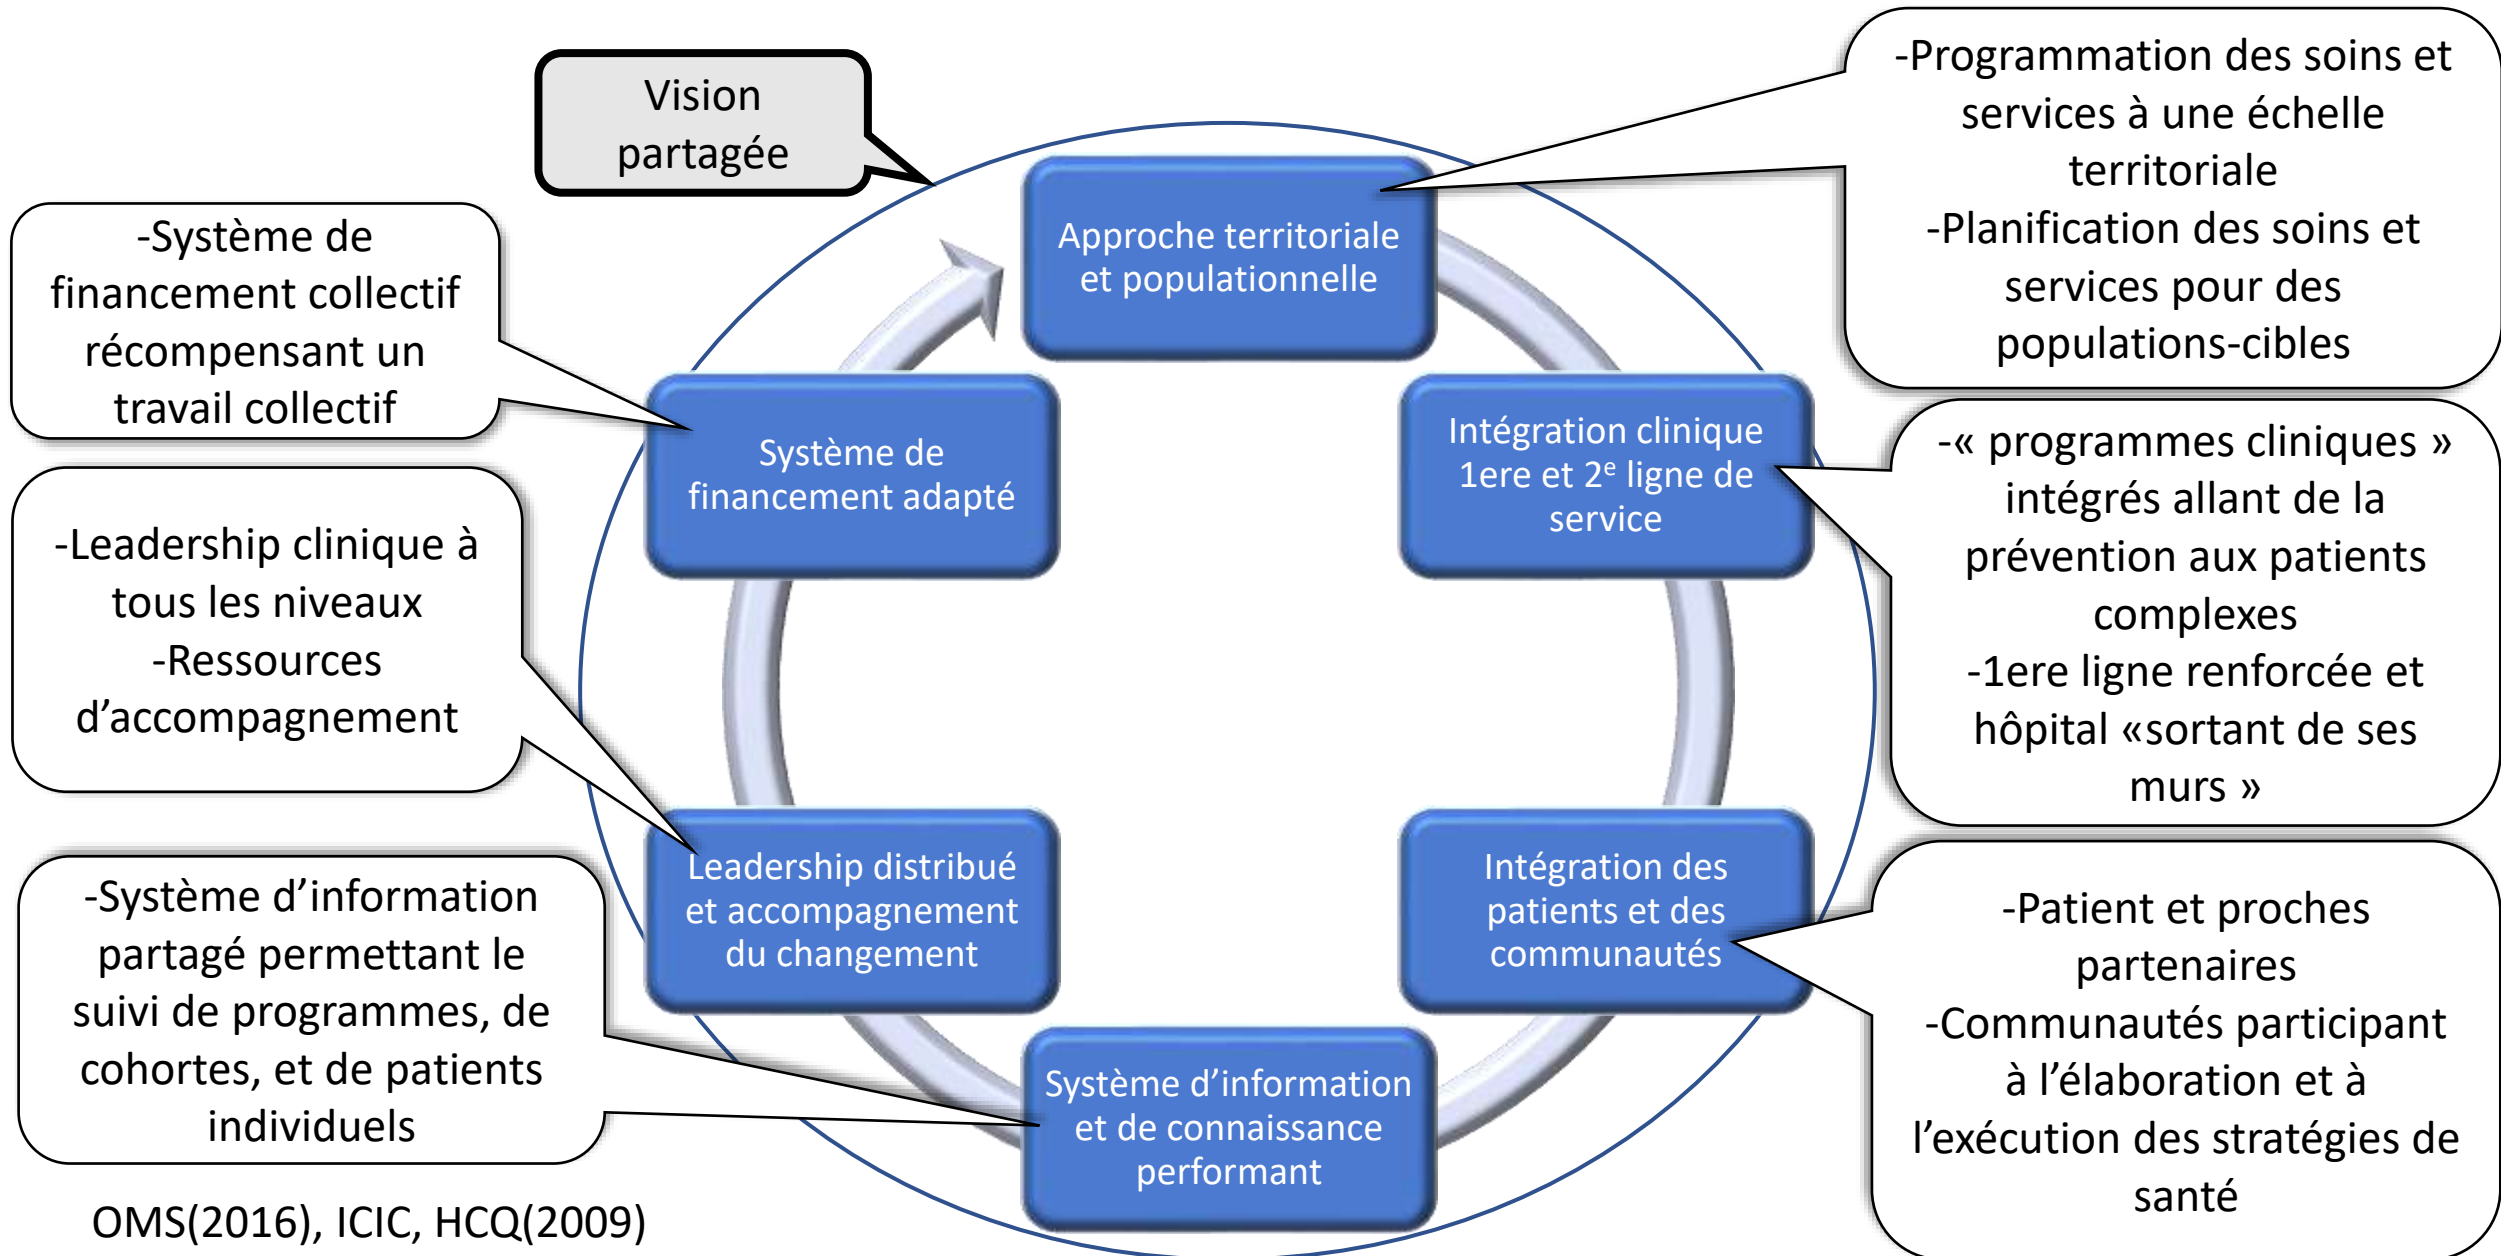 Vision
partagée
Approche territoriale
et populationnelle
-Programmation des soins et
services à une échelle
territoriale
-Planification des soins et
services pour des
populations-cibles
Intégration clinique
1ere et 2e ligne de
service
-« programmes cliniques »
intégrés allant de la
prévention aux patients
complexes
-1ere ligne renforcée et
hôpital «sortant de ses
murs »
Intégration des
patients et des
communautés
-Patient et proches
partenaires
-Communautés participant
à l’élaboration et à
l’exécution des stratégies de
santé
Système d’information
et de connaissance
performant
-Système d’information
partagé permettant le
suivi de programmes, de
cohortes, et de patients
individuels
Leadership distribué
et accompagnement
du changement
-Leadership clinique à
tous les niveaux
-Ressources
d’accompagnement
Système de
financement adapté
-Système de
financement collectif
récompensant un
travail collectif
OMS(2016), ICIC, HCQ(2009)